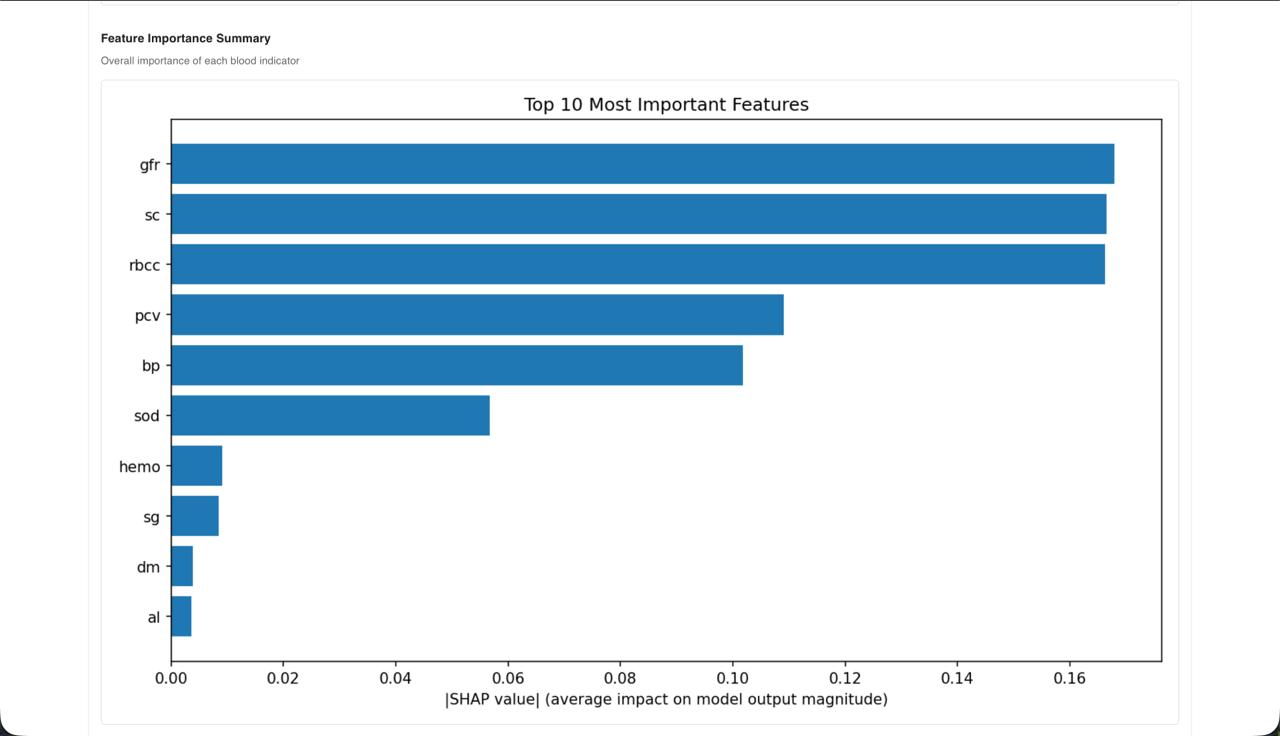 Feature Importance Summary
Overall importance of each blood indicator
Top 10 Most Important Features
gfr
sc
rbcc
pcv
bp
sod
hemo
sg
dm
al
0.00 0.02 0.04 0.06 0.08 0.10 0.12 0.14 0.16
|SHAP value| (average impact on model output magnitude)